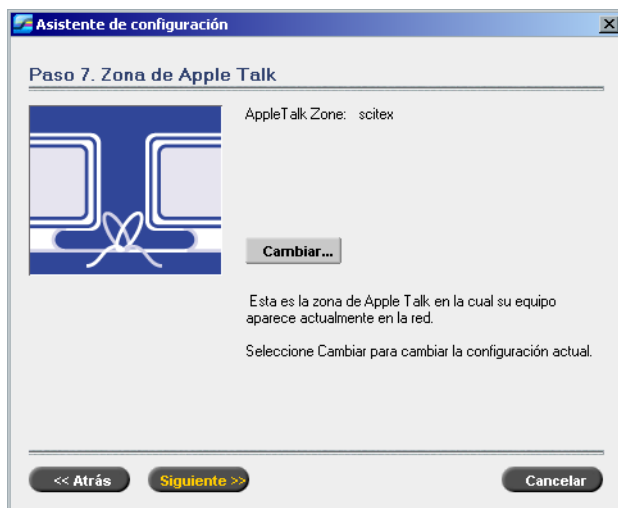 Asistente de configuración
Paso 7. Zona de Apple Talk
AppleTalk Zone: scitex
Cambiar...
Esta es la zona de Apple Talk en la cual su equipo
aparece actualmente en la red.
Seleccione Cambiar para cambiar la configuración actual.
<< Atrás
Siguiente >>
Cancelar